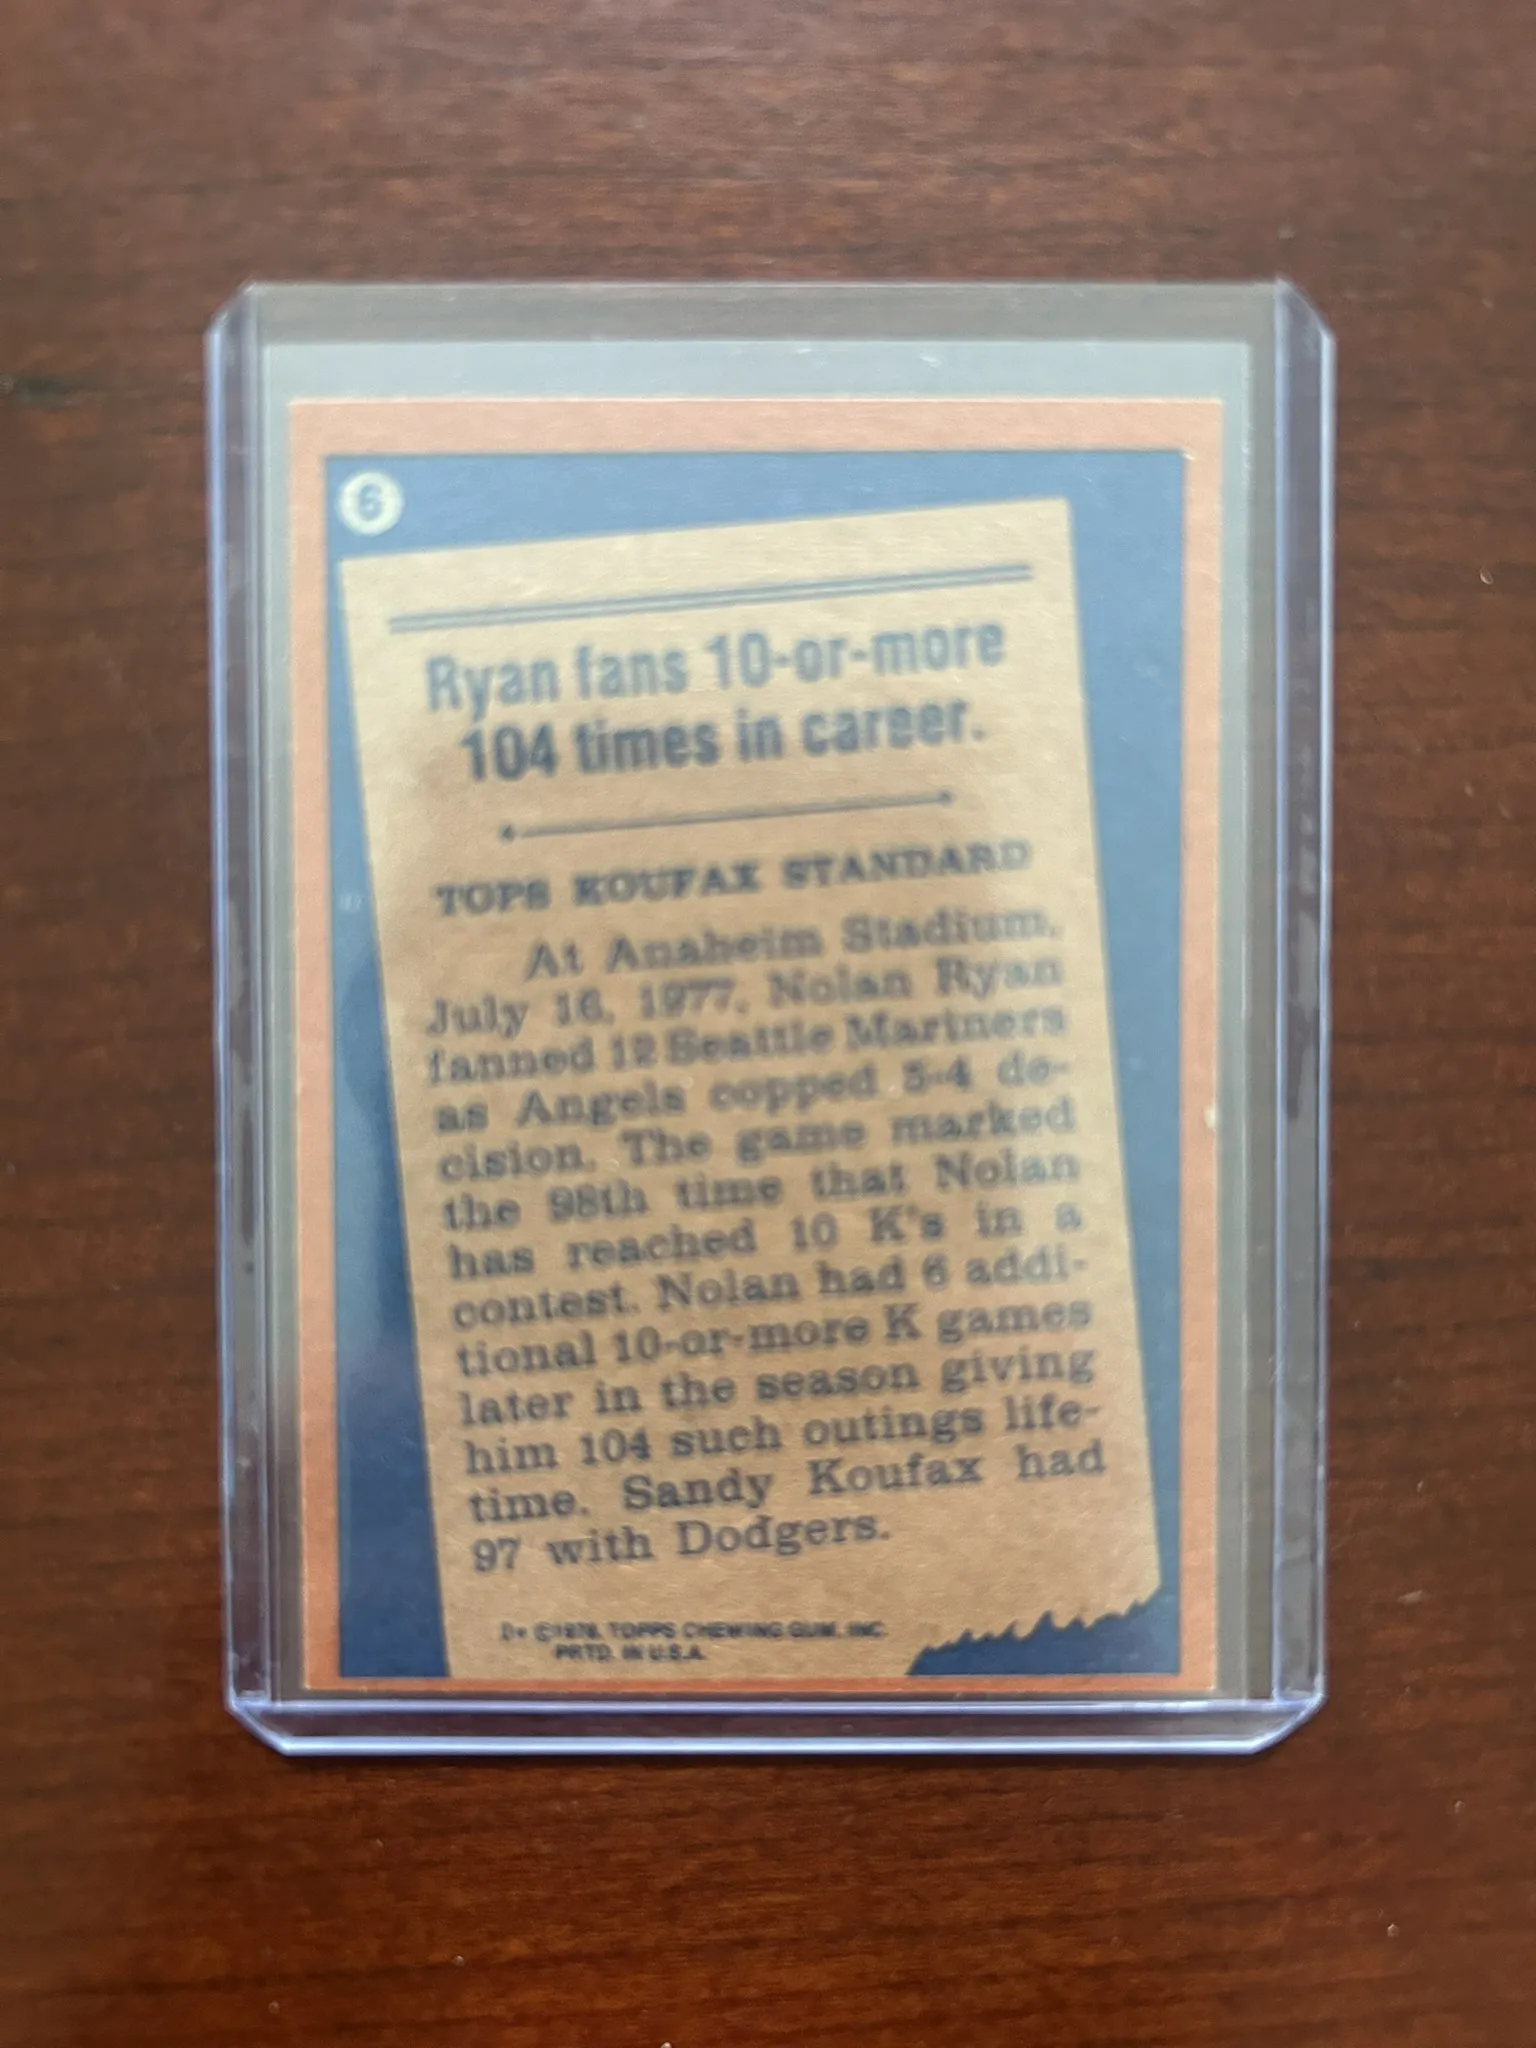 6
Ryan fans 10-or-more
104 times in career.
TOPS KOUFAX STANDARD
At Anaheim Stadium,
July 16, 1977, Nolan Ryan
fanned 12 Seattle Mariners
as Angels copped 5-4 de-
cision. The game marked
the 98th time that Nolan
has reached 10 K's in a
contest. Nolan had 6 addi-
tional 10-or-more K games
later in the season giving
him 104 such outings life-
time. Sandy Koufax had
97 with Dodgers.
D* ©1978, TOPPS CHEWING GUM, INC.
PRTD. IN U.S.A.